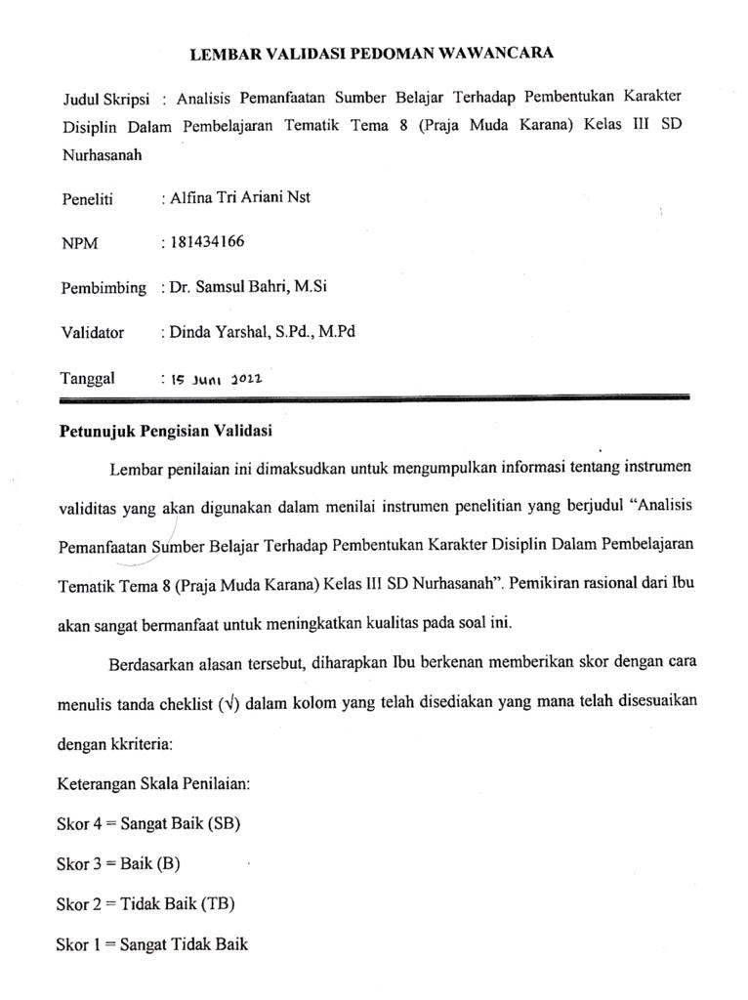 LEMBAR VALIDASI PEDOMAN WAWANCARA
Judul Skripsi : Analisis Pemanfaatan Sumber Belajar Terhadap Pembentukan Karakter
Disiplin Dalam Pembelajaran Tematik Tema 8 (Praja Muda Karana) Kelas III SD
Nurhasanah
Peneliti : Alfina Tri Ariani Nst
NPM : 181434166
Pembimbing : Dr. Samsul Bahri, M.Si
Validator : Dinda Yarshal, S.Pd., M.Pd
Tanggal : 15 Juni 2022
Petunujuk Pengisian Validasi
Lembar penilaian ini dimaksudkan untuk mengumpulkan informasi tentang instrumen
validitas yang akan digunakan dalam menilai instrumen penelitian yang berjudul “Analisis
Pemanfaatan Sumber Belajar Terhadap Pembentukan Karakter Disiplin Dalam Pembelajaran
Tematik Tema 8 (Praja Muda Karana) Kelas III SD Nurhasanah”. Pemikiran rasional dari Ibu
akan sangat bermanfaat untuk meningkatkan kualitas pada soal ini.
Berdasarkan alasan tersebut, diharapkan Ibu berkenan memberikan skor dengan cara
menulis tanda cheklist (√) dalam kolom yang telah disediakan yang mana telah disesuaikan
dengan kkriteria:
Keterangan Skala Penilaian:
Skor 4 = Sangat Baik (SB)
Skor 3 = Baik (B)
Skor 2 = Tidak Baik (TB)
Skor 1 = Sangat Tidak Baik